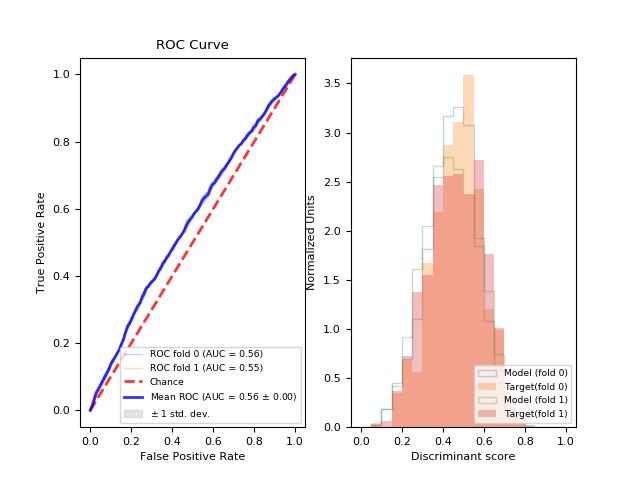 ROC Curve
True Positive Rate
1.0
0.8
0.6
0.4
0.2
0.0
ROC fold 0 (AUC = 0.56)
ROC fold 1 (AUC = 0.55)
Chance
Mean ROC (AUC = 0.56 ± 0.00)
± 1 std. dev.
0.0 0.2 0.4 0.6 0.8 1.0
False Positive Rate
Normalized Units
3.5
3.0
2.5
2.0
1.5
1.0
0.5
0.0
Model (fold 0)
Target(fold 0)
Model (fold 1)
Target(fold 1)
0.0 0.2 0.4 0.6 0.8 1.0
Discriminant score